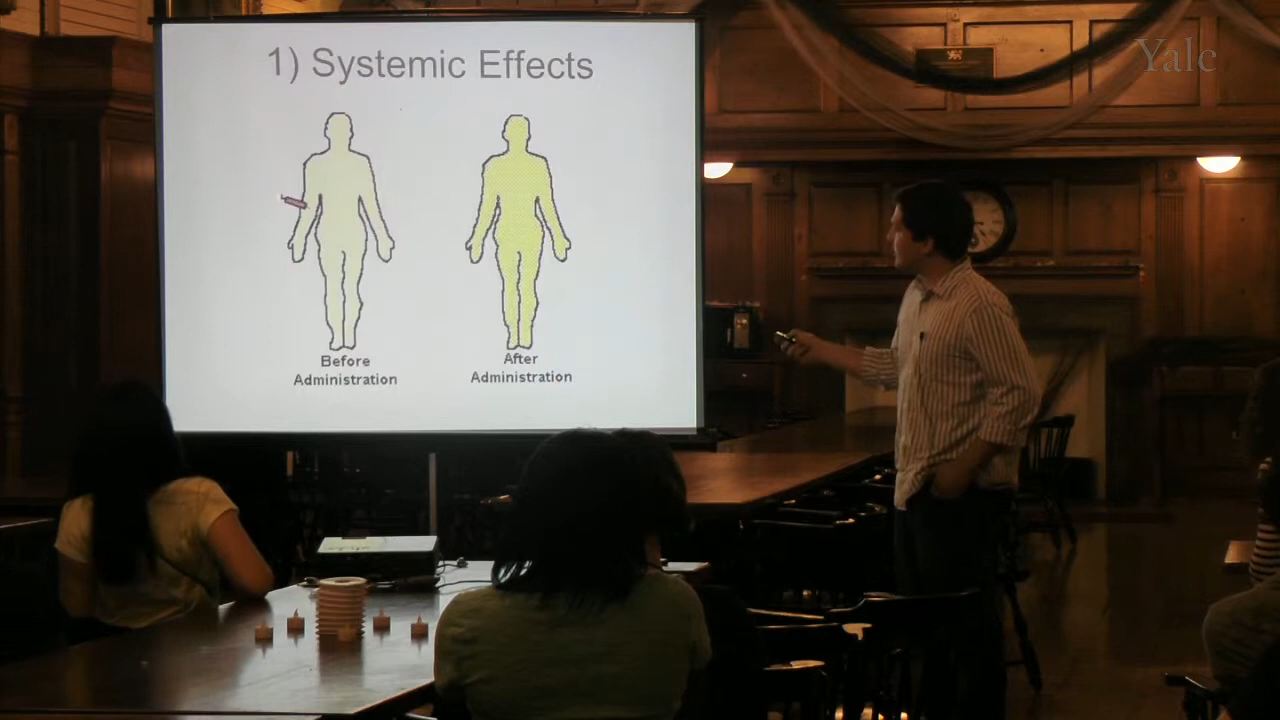 Yale
1) Systemic Effects
Before
Administration
After
Administration